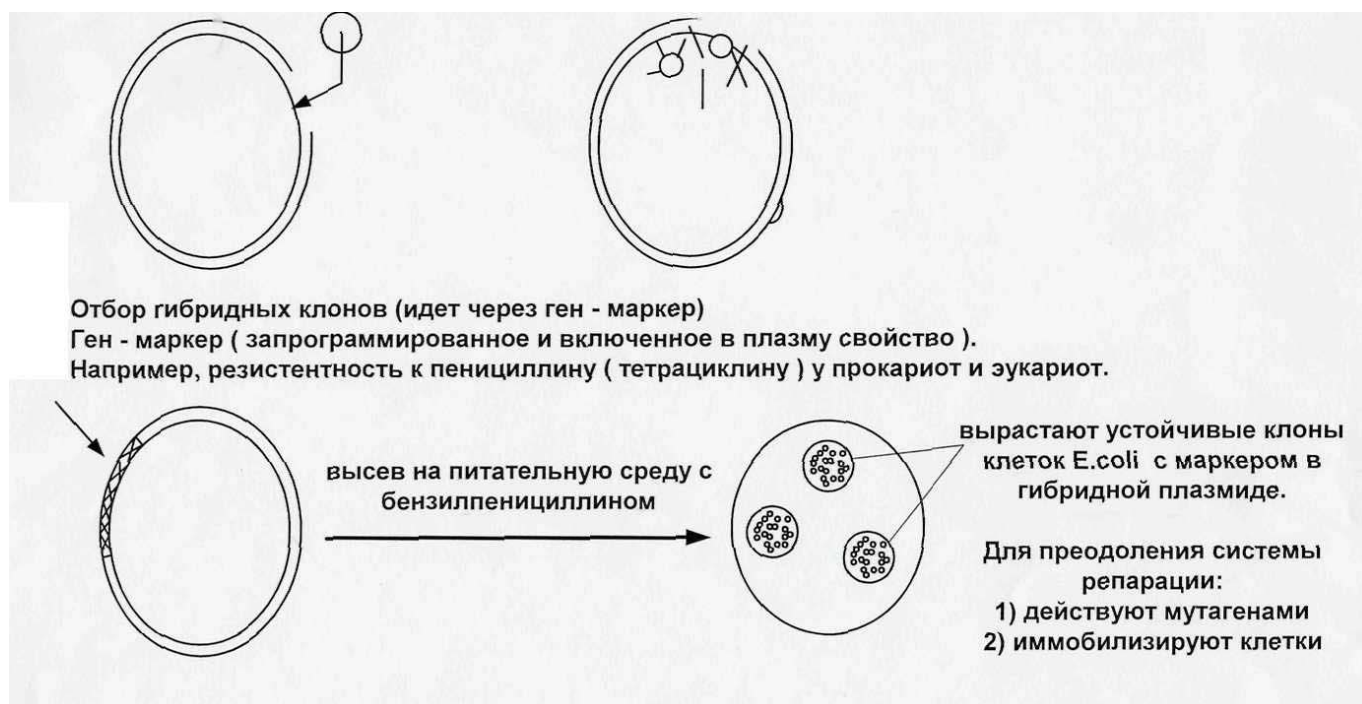 Отбор гибридных клонов (идет через ген - маркер)
Ген - маркер ( запрограммированное и включенное в плазму свойство ).
Например, резистентность к пенициллину ( тетрациклину ) у прокариот и эукариот.
высев на питательную среду с
бензилпенициллином
вырастают устойчивые клоны
клеток E.coli с маркером в
гибридной плазмиде.
Для преодоления системы
репарации:
1) действуют мутагенами
2) иммобилизируют клетки